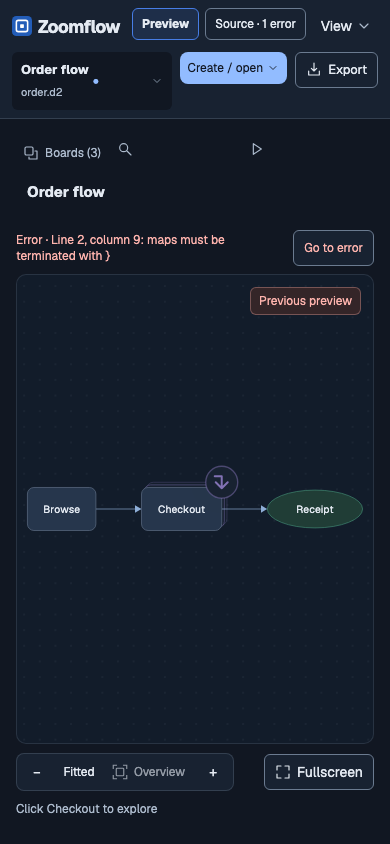 Zoomflow
Preview
Source · 1 error
View
Order flow
order.d2
Create / open
Export
Boards (3)
Order flow
Error · Line 2, column 9: maps must be
terminated with }
Go to error
Previous preview
Browse
Checkout
Receipt
− Fitted Overview +
Fullscreen
Click Checkout to explore